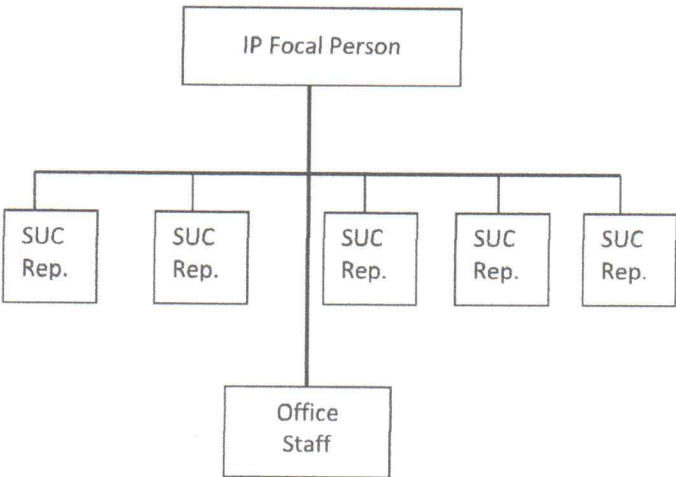 IP Focal Person
SUC
Rep.
SUC
Rep.
SUC
Rep.
SUC
Rep.
SUC
Rep.
Office
Staff